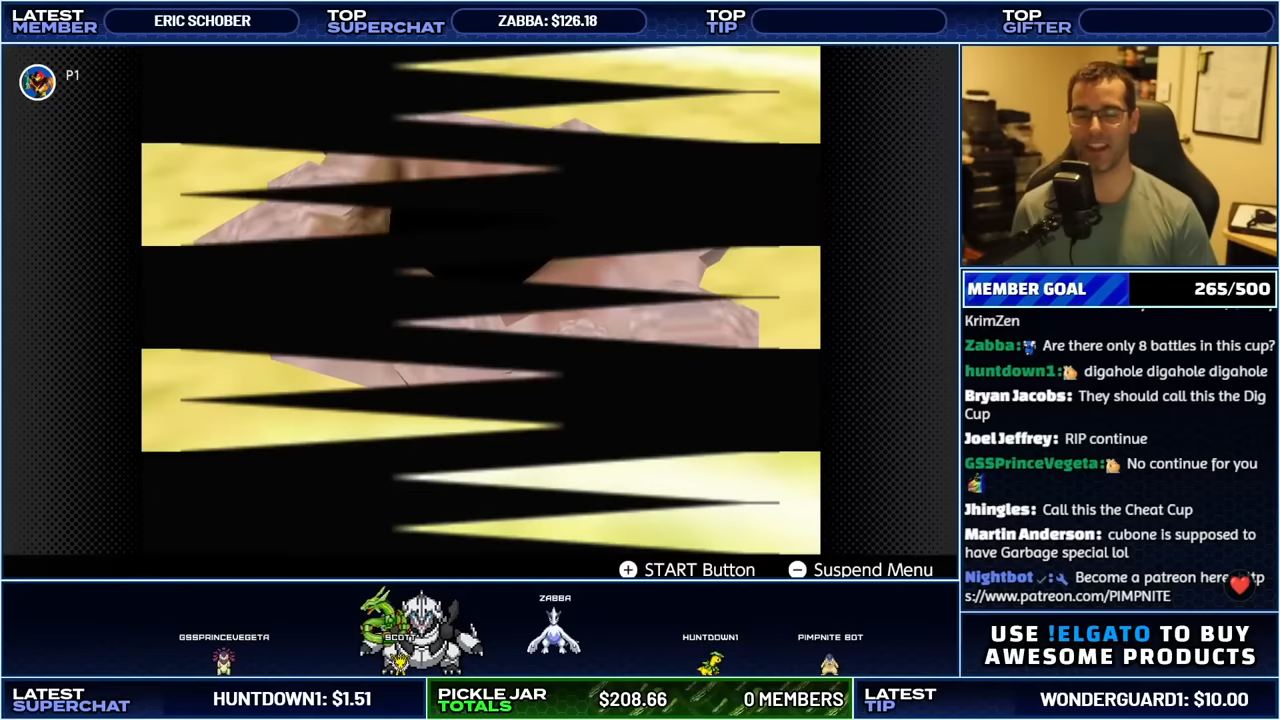 LATEST MEMBER ERIC SCHOBER
TOP SUPERCHAT ZABBA: $126.18
TOP TIP
TOP GIFTER
P1
START Button
Suspend Menu
MEMBER GOAL 265/500
KrimZen
Zabba: Are there only 8 battles in this cup?
huntdown1: digahole digahole digahole
Bryan Jacobs: They should call this the Dig
Cup
Joel Jeffrey: RIP continue
GSSPrinceVegeta: No continue for you
Jhingles: Call this the Cheat Cup
Martin Anderson: cubone is supposed to
have Garbage special lol
Nightbot: Become a patreon here
s://www.patreon.com/PIMPNITE
GSSPRINCEVEGETA
SCOTT
ZABBA
HUNTDOWN1
PIMPNITE BOT
USE !ELGATO TO BUY
AWESOME PRODUCTS
LATEST SUPERCHAT HUNTDOWN1: $1.51
PICKLE JAR TOTALS $208.66 0 MEMBERS
LATEST TIP WONDERGUARD1: $10.00